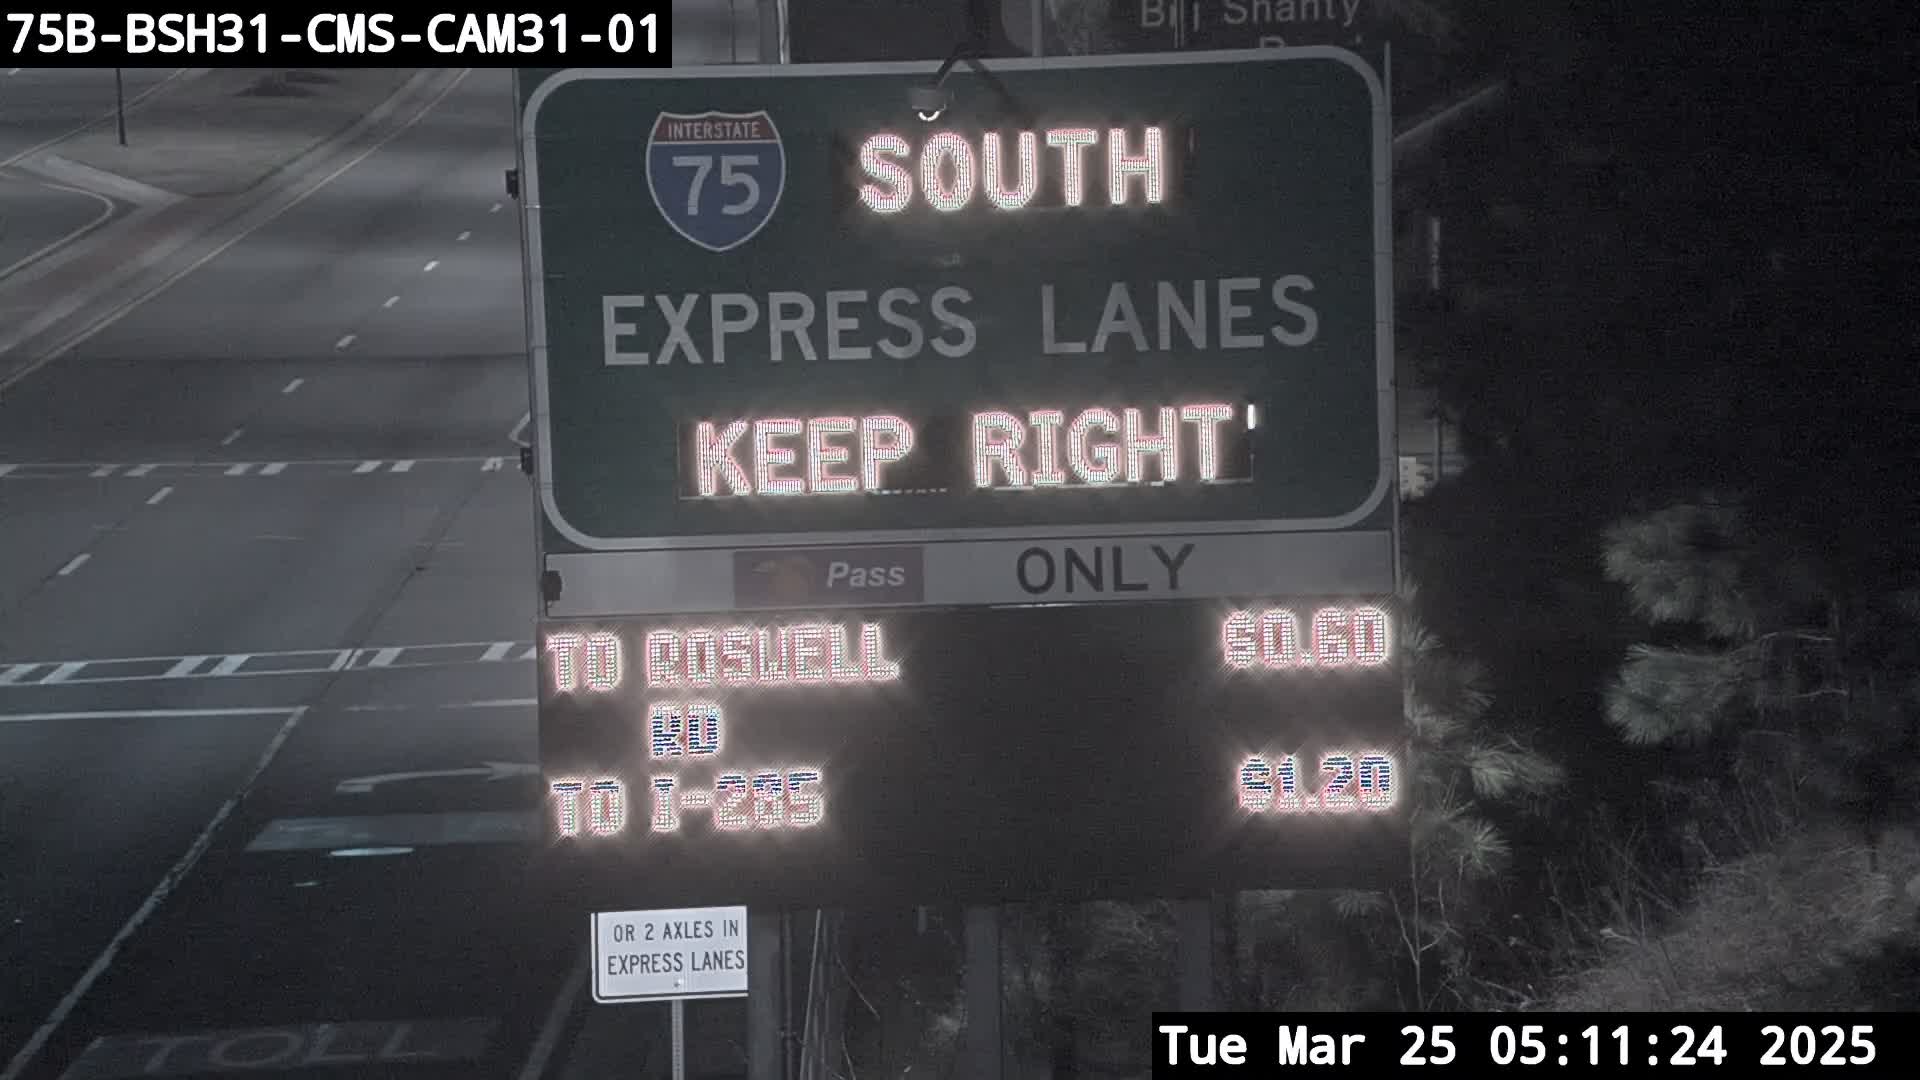 75B-BSH31-CMS-CAM31-01
Shanty
INTERSTATE
75
SOUTH
EXPRESS LANES
KEEP RIGHT
Pass ONLY
TO ROSWELL $0.60
RD
TO I-285 $1.20
OR 2 AXLES IN
EXPRESS LANES
TOLL
Tue Mar 25 05:11:24 2025